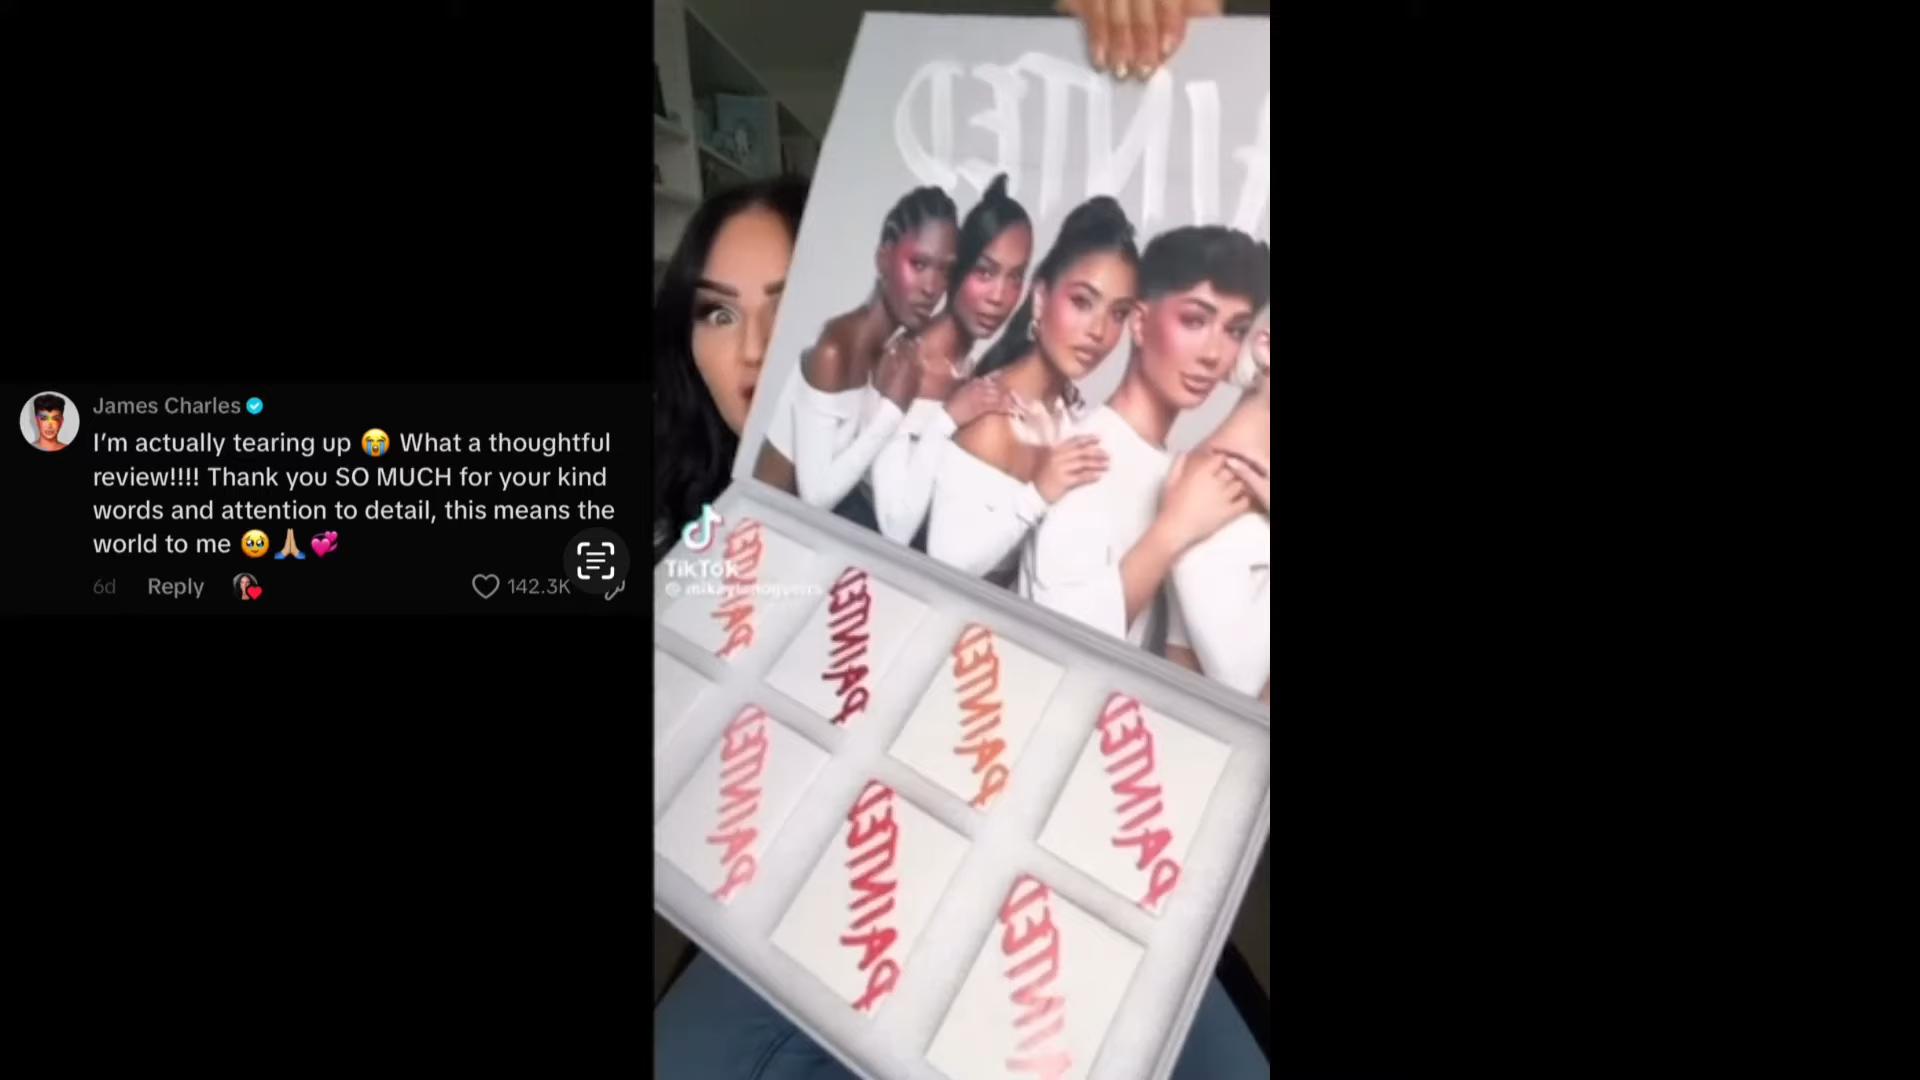 James Charles
I'm actually tearing up 😭 What a thoughtful
review!!!! Thank you SO MUCH for your kind
words and attention to detail, this means the
world to me 🥹🙏🏼💞
6d Reply 142.3K
TikTok
@mikaylanogueira
AINTED
PAINTED
PAINTED
PAINTED
PAINTED
PAINTED
PAINTED
PAINTED